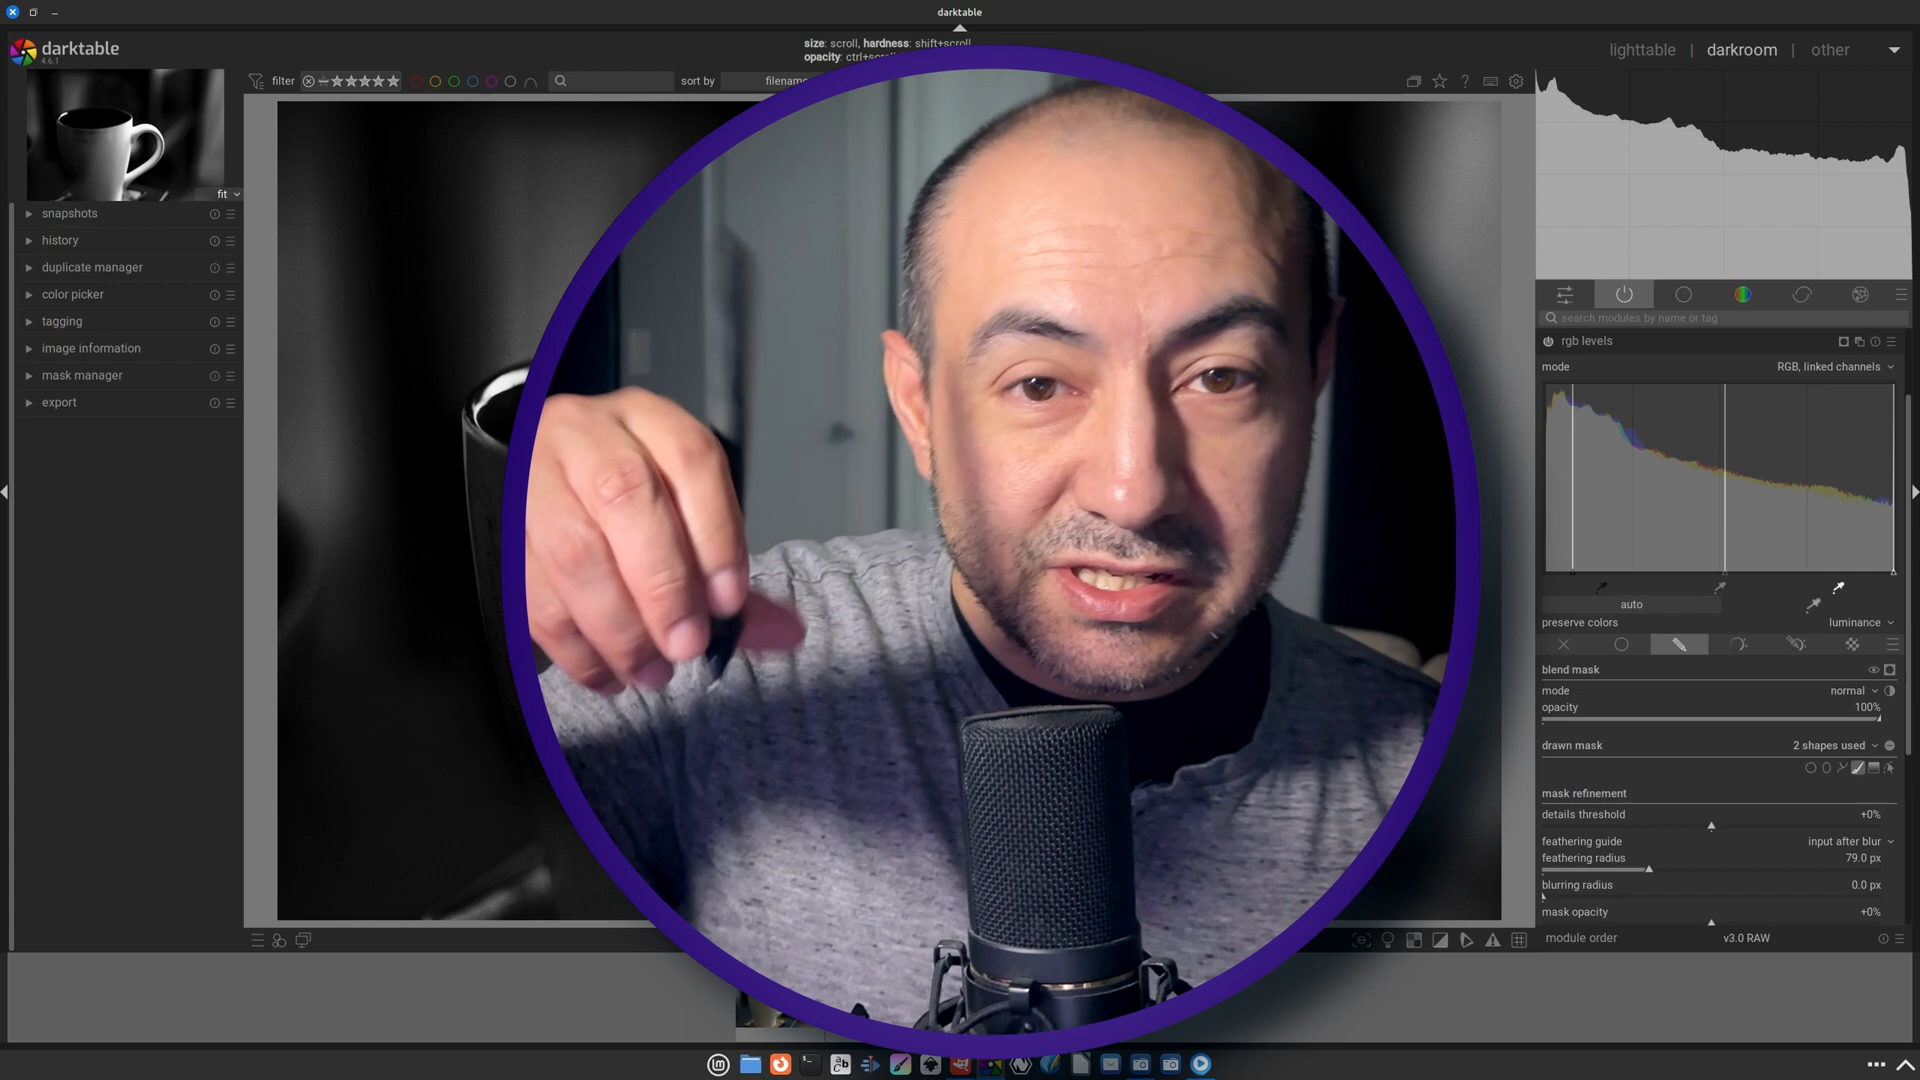 darktable
darktable
4.6.1
size: scroll, hardness: shift+scroll
lighttable | darkroom | other
filter
sort by
fit
snapshots
history
duplicate manager
color picker
tagging
image information
mask manager
export
search modules by name or tag
rgb levels
mode RGB, linked channels
auto
preserve colors luminance
blend mask
mode normal
opacity 100%
drawn mask 2 shapes used
mask refinement
details threshold +0%
feathering guide input after blur
feathering radius 79.0 px
blurring radius 0.0 px
mask opacity +0%
module order v3.0 RAW